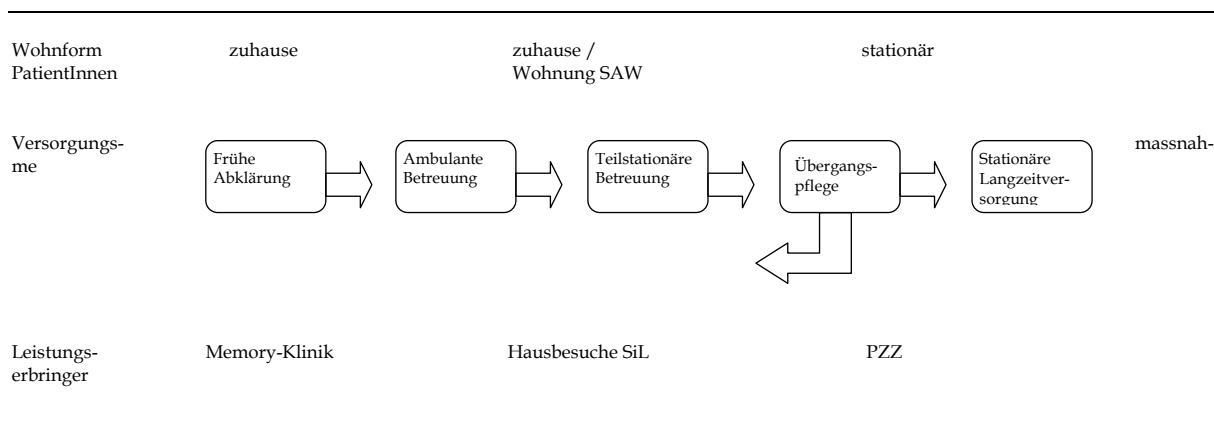 Wohnform
PatientInnen
zuhause
zuhause /
Wohnung SAW
stationär
Versorgungs-
me
Frühe
Abklärung
Ambulante
Betreuung
Teilstationäre
Betreuung
Übergangs-
pflege
Stationäre
Langzeitver-
sorgung
massnah-
Leistungs-
erbringer
Memory-Klinik
Hausbesuche SiL
PZZ